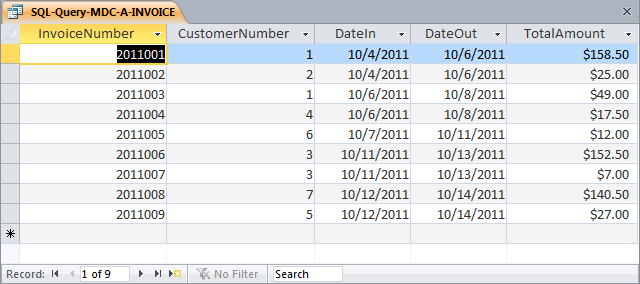 SQL-Query-MDC-A-INVOICE
InvoiceNumber CustomerNumber DateIn DateOut TotalAmount
2011001 1 10/4/2011 10/6/2011 $158.50
2011002 2 10/4/2011 10/6/2011 $25.00
2011003 1 10/6/2011 10/8/2011 $49.00
2011004 4 10/6/2011 10/8/2011 $17.50
2011005 6 10/7/2011 10/11/2011 $12.00
2011006 3 10/11/2011 10/13/2011 $152.50
2011007 3 10/11/2011 10/13/2011 $7.00
2011008 7 10/12/2011 10/14/2011 $140.50
2011009 5 10/12/2011 10/14/2011 $27.00
Record: 1 of 9 No Filter Search